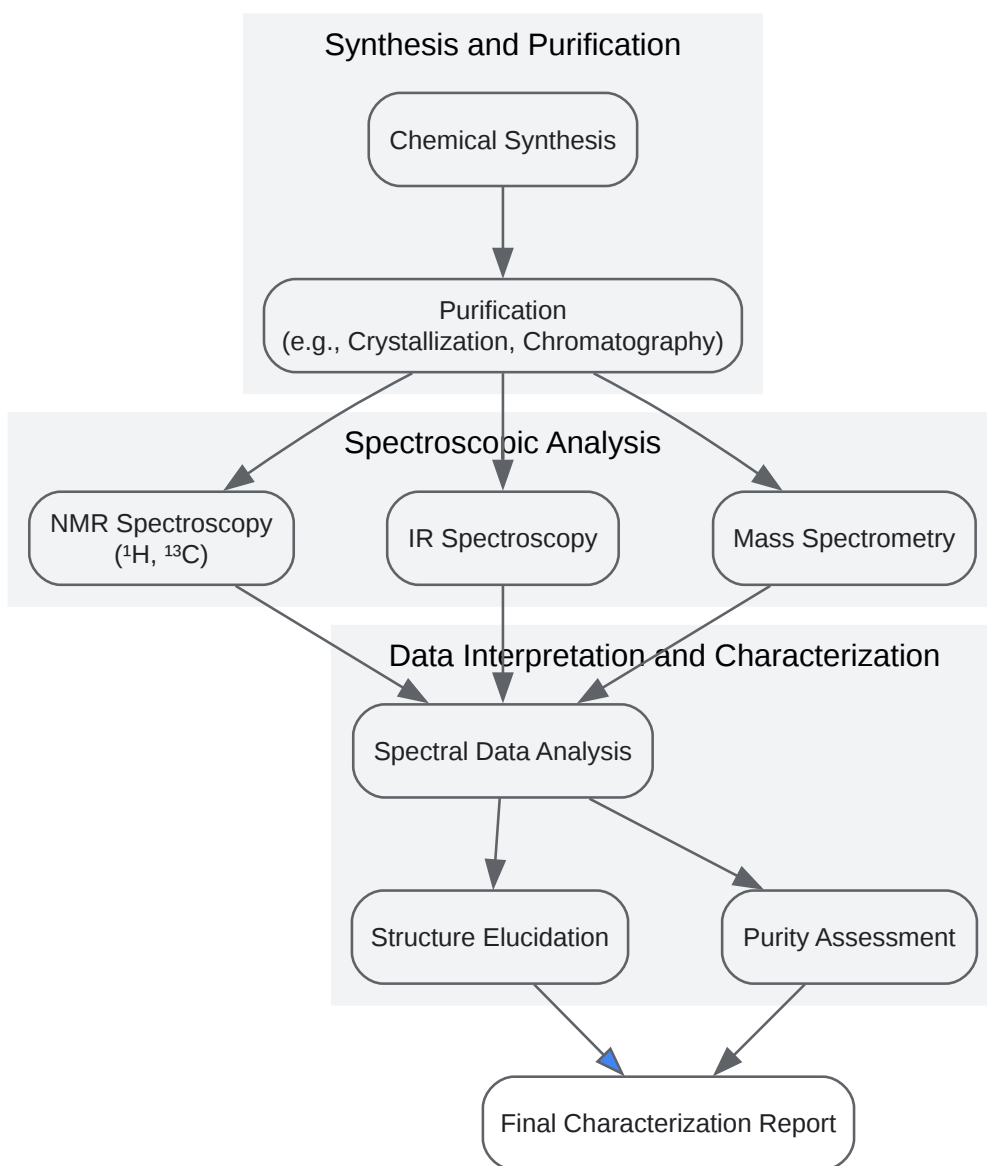 Synthesis and Purification
Chemical Synthesis
Purification
(e.g., Crystallization, Chromatography)
Spectroscopic Analysis
NMR Spectroscopy
(¹H, ¹³C)
IR Spectroscopy
Mass Spectrometry
Data Interpretation and Characterization
Spectral Data Analysis
Structure Elucidation
Purity Assessment
Final Characterization Report